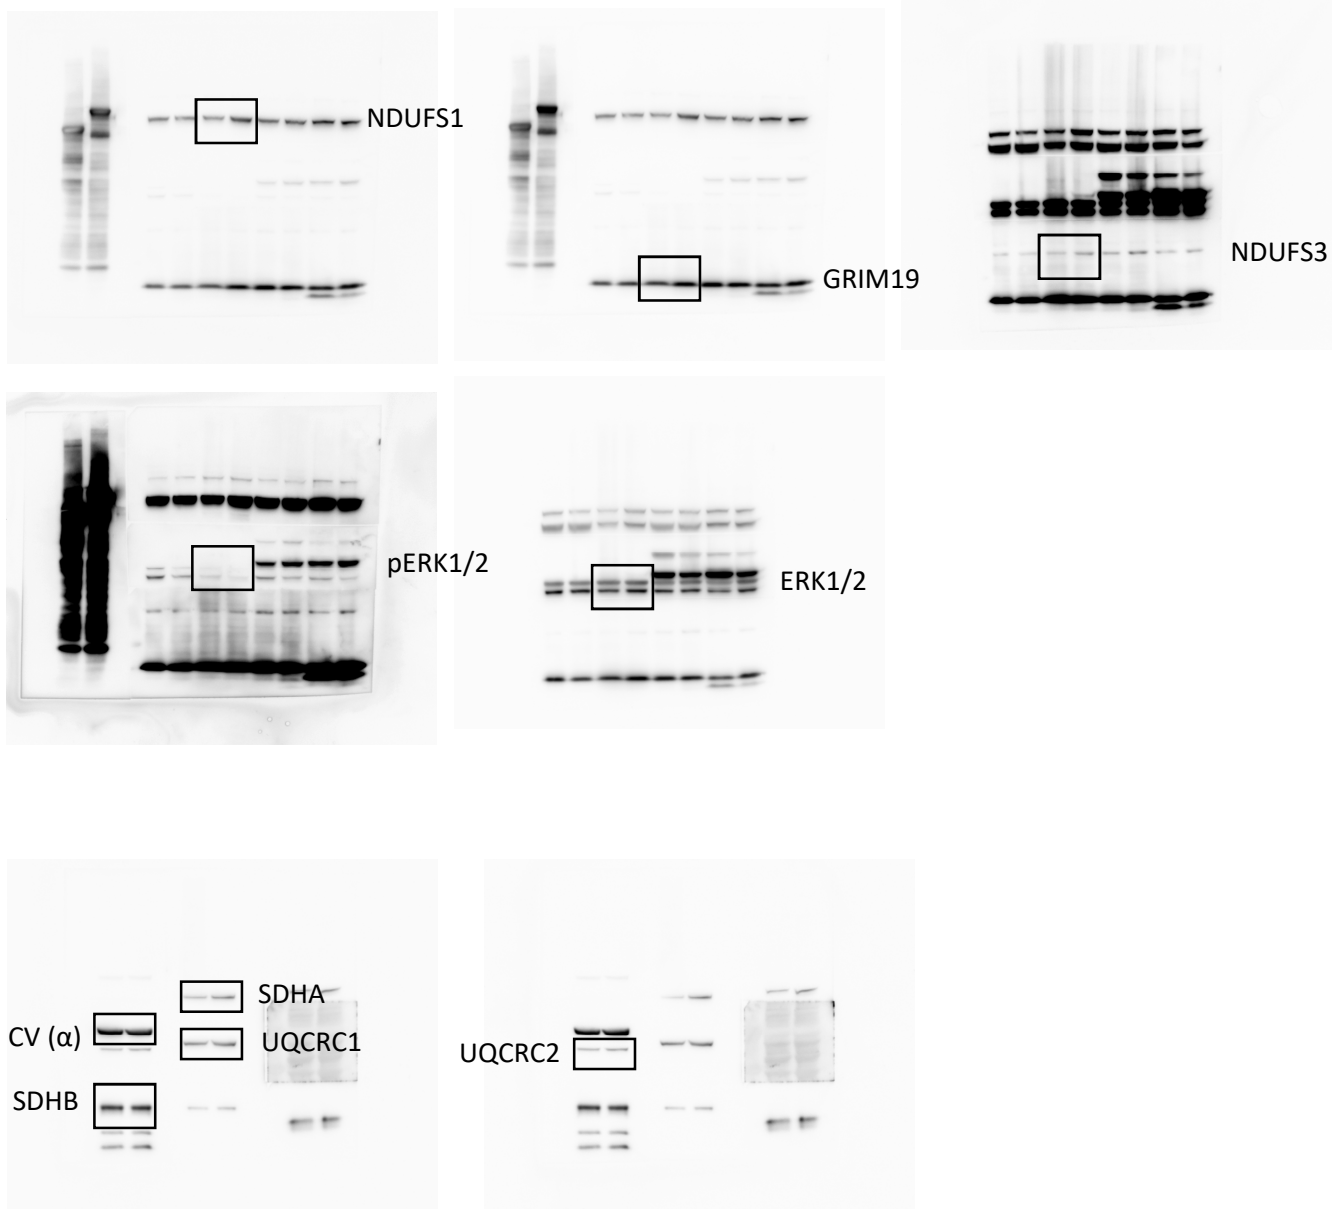 NDUFS1
GRIM19
NDUFS3
pERK1/2
ERK1/2
SDHA
CV (α)
UQCRC1
UQCRC2
SDHB